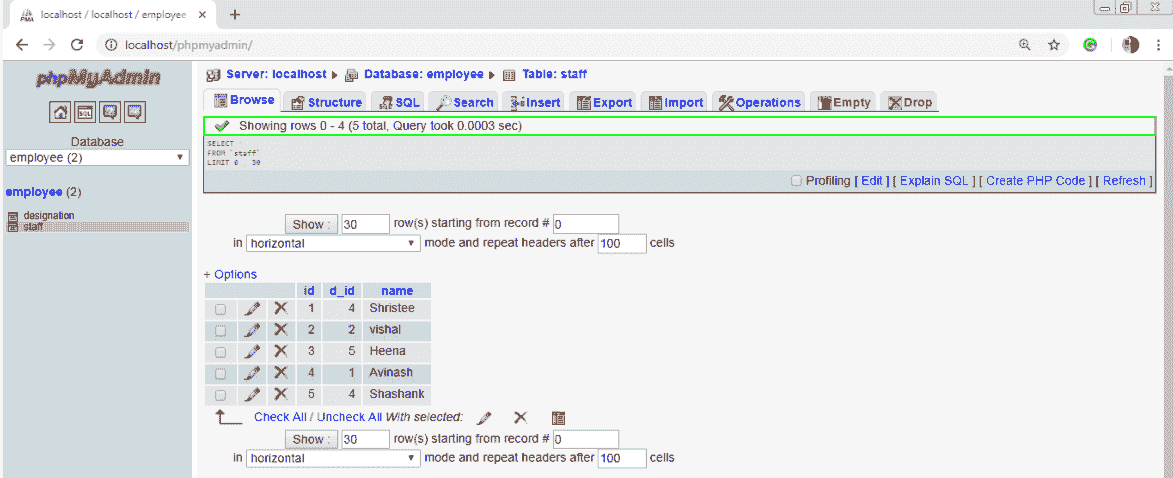 localhost / localhost / employee
localhost/phpmyadmin/
phpMyAdmin
SQL
Database
employee (2)
employee (2)
designation
staff
Server: localhost Database: employee Table: staff
Browse Structure SQL Search Insert Export Import Operations Empty Drop
Showing rows 0 - 4 (5 total, Query took 0.0003 sec)
SELECT
FROM `staff`
LIMIT 0 30
Profiling [ Edit ] [ Explain SQL ] [ Create PHP Code ] [ Refresh ]
Show : 30 row(s) starting from record # 0
in horizontal mode and repeat headers after 100 cells
+ Options
id d_id name
1 4 Shristee
2 2 vishal
3 5 Heena
4 1 Avinash
5 4 Shashank
Check All / Uncheck All With selected:
Show : 30 row(s) starting from record # 0
in horizontal mode and repeat headers after 100 cells